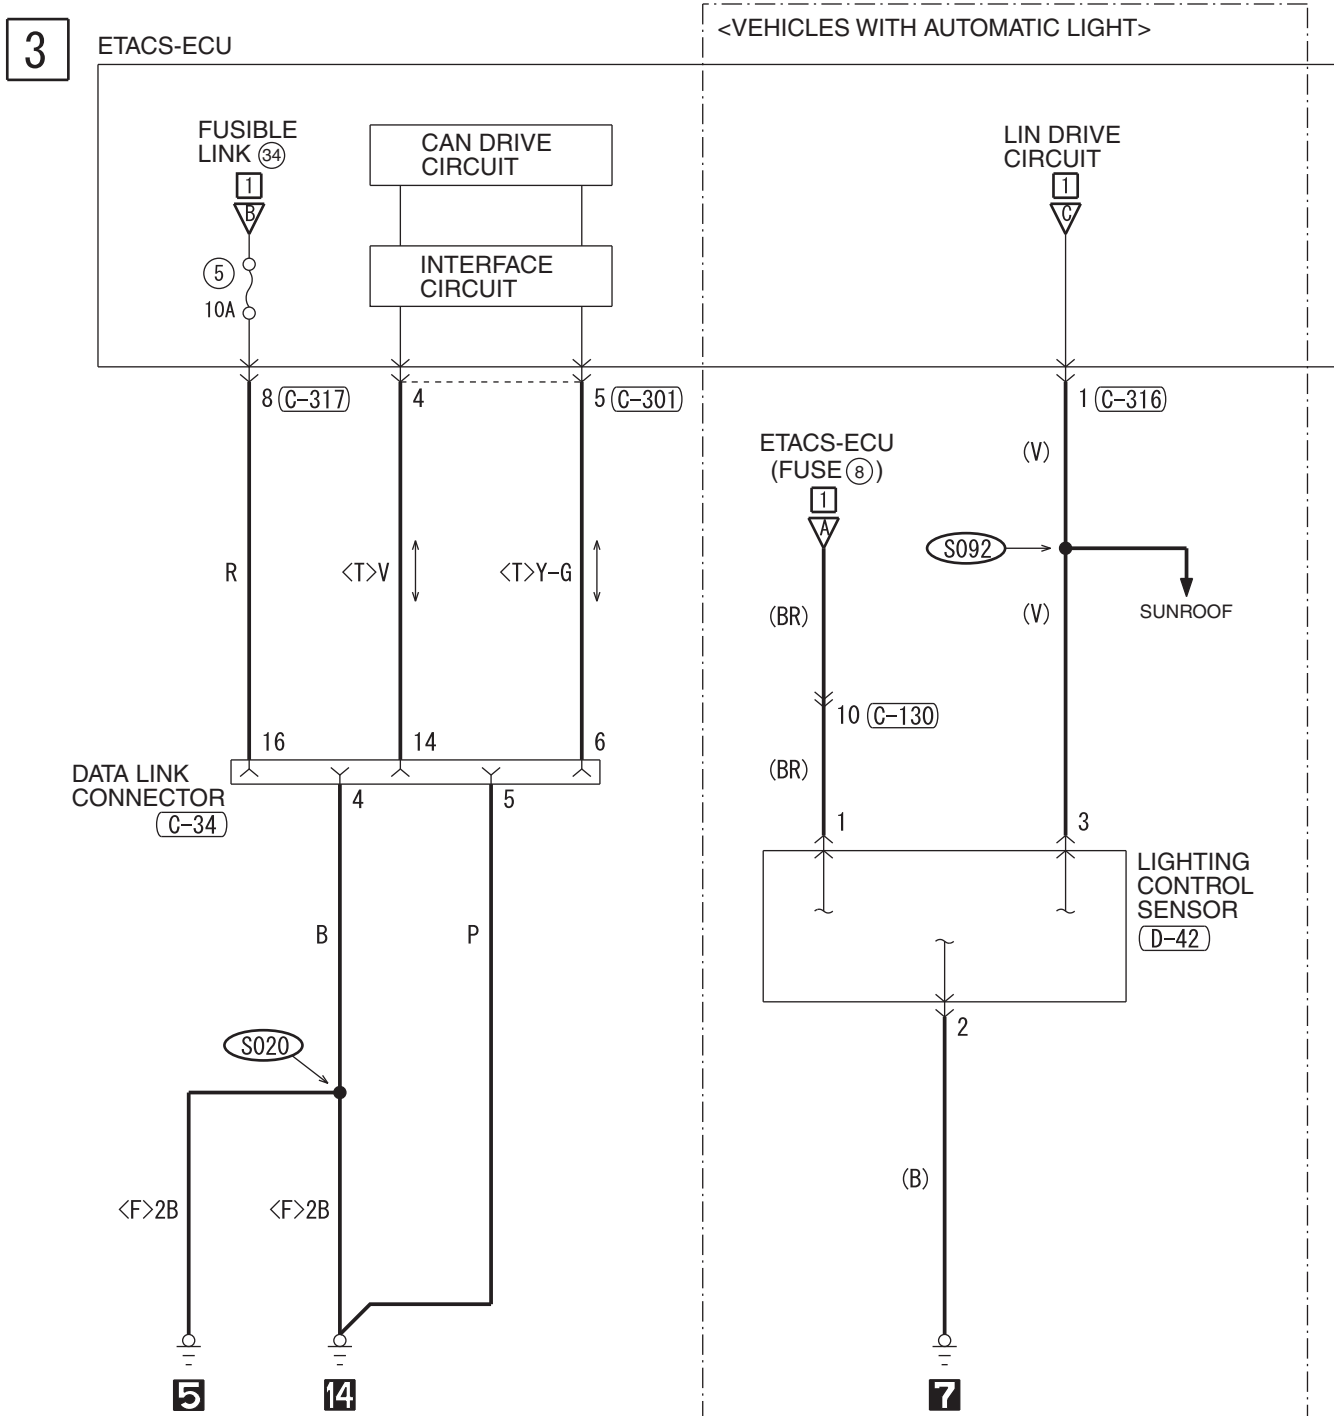 3
ETACS-ECU
<VEHICLES WITH AUTOMATIC LIGHT>
FUSIBLE
LINK 34
1
B
5
10A
CAN DRIVE
CIRCUIT
INTERFACE
CIRCUIT
LIN DRIVE
CIRCUIT
1
C
8 C-317
4
5 C-301
1 C-316
ETACS-ECU
(FUSE 8)
1
A
(V)
S092
R
<T>V
<T>Y-G
(BR)
(V)
SUNROOF
10 C-130
16
14
6
(BR)
DATA LINK
CONNECTOR
C-34
4
5
1
3
LIGHTING
CONTROL
SENSOR
D-42
B
P
2
S020
(B)
<F>2B
<F>2B
5
14
7